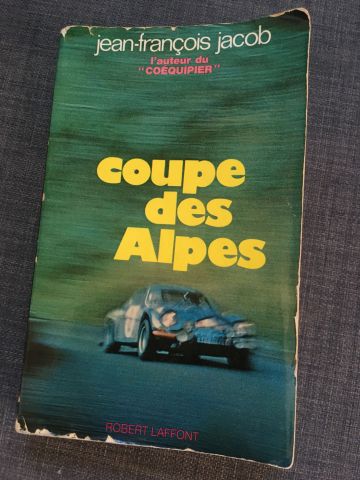 jean-françois jacob
l'auteur du
"COÉQUIPIER"
coupe
des
Alpes
ROBERT LAFFONT